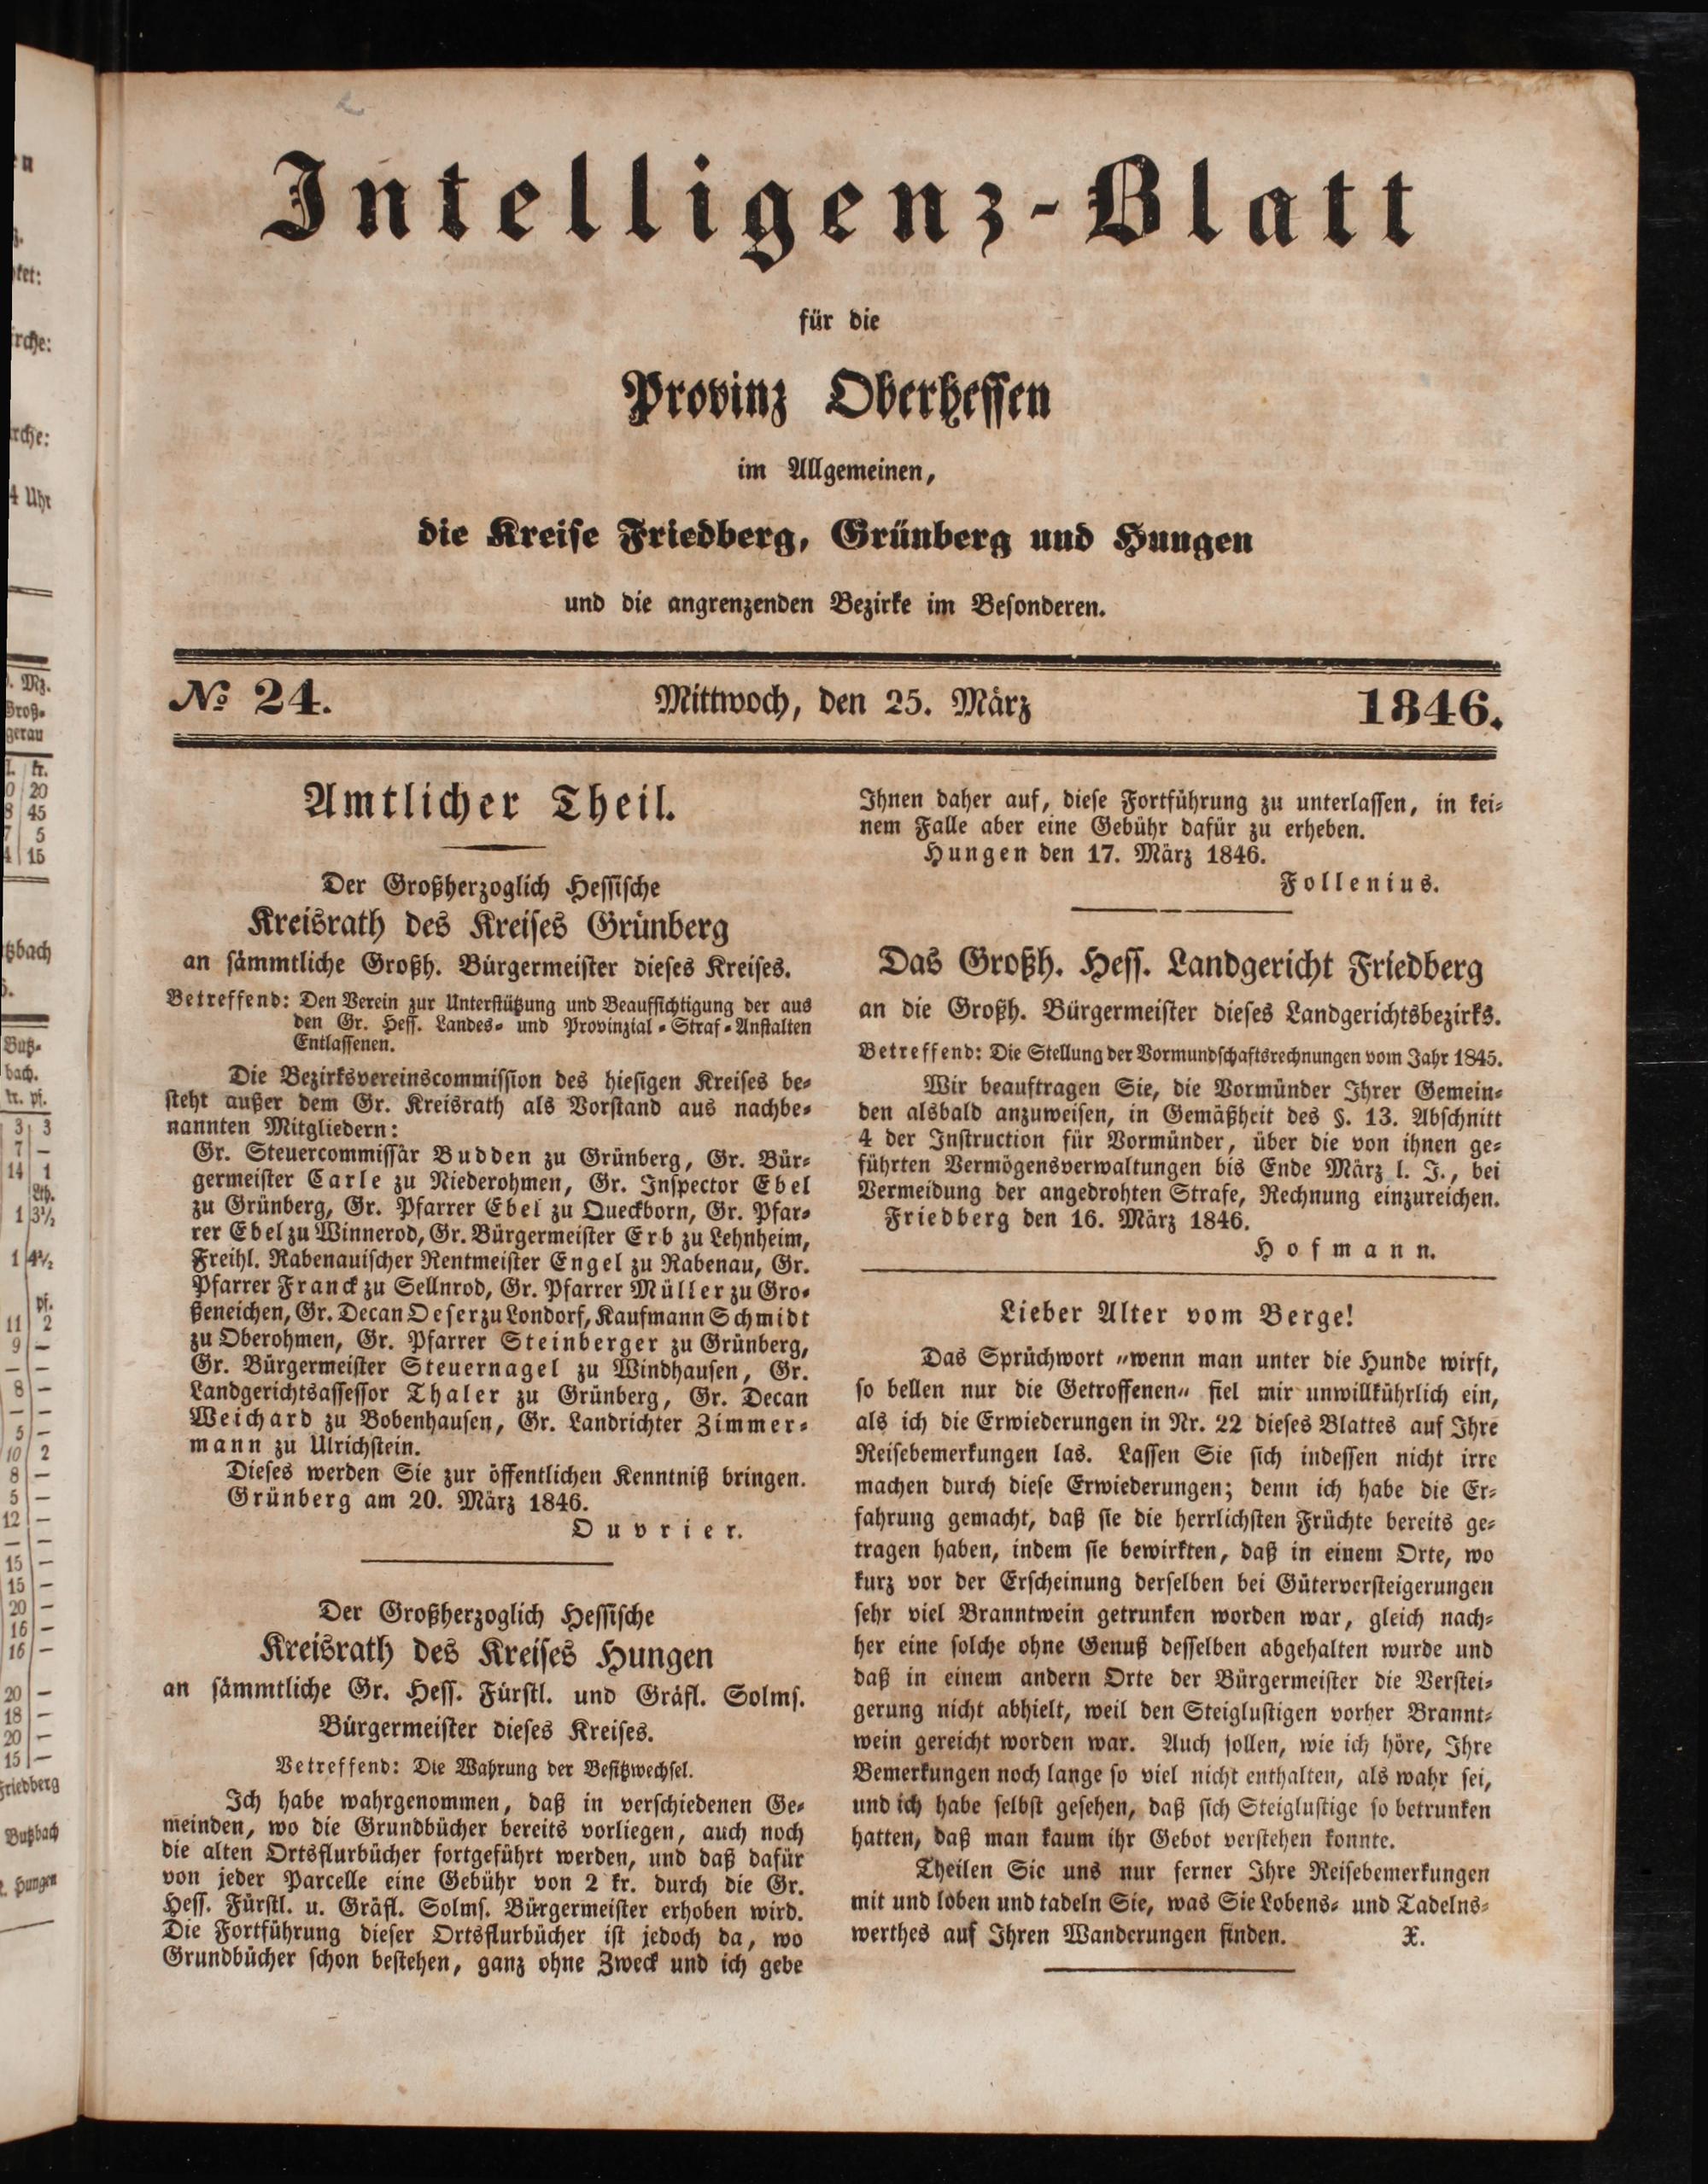 Intelligenz-Blatt
für die
Provinz Oberhessen
im Allgemeinen,
die Kreise Friedberg, Grünberg und Hungen
und die angrenzenden Bezirke im Besonderen.
№ 24. Mittwoch, den 25. März 1846.
Amtlicher Theil.
Der Großherzoglich Hessische
Kreisrath des Kreises Grünberg
an sämmtliche Großh. Bürgermeister dieses Kreises.
Betreffend: Den Verein zur Unterstützung und Beaufsichtigung der aus
den Gr. Hess. Landes- und Provinzial-Straf-Anstalten
Entlassenen.
Die Bezirksvereinscommission des hiesigen Kreises be-
steht außer dem Gr. Kreisrath als Vorstand aus nachbe-
nannten Mitgliedern:
Gr. Steuercommissär Budden zu Grünberg, Gr. Bür-
germeister Carle zu Niederohmen, Gr. Inspector Ebel
zu Grünberg, Gr. Pfarrer Ebel zu Queckborn, Gr. Pfar-
rer Ebel zu Winnerod, Gr. Bürgermeister Erb zu Lehnheim,
Freihl. Rabenauischer Rentmeister Engel zu Rabenau, Gr.
Pfarrer Franck zu Sellnrod, Gr. Pfarrer Müller zu Gro-
ßeneichen, Gr. Decan Oeser zu Londorf, Kaufmann Schmidt
zu Oberohmen, Gr. Pfarrer Steinberger zu Grünberg,
Gr. Bürgermeister Steuernagel zu Windhausen, Gr.
Landgerichtsassessor Thaler zu Grünberg, Gr. Decan
Weichard zu Bobenhausen, Gr. Landrichter Zimmer-
mann zu Ulrichstein.
Dieses werden Sie zur öffentlichen Kenntniß bringen.
Grünberg am 20. März 1846.
Ouvrier.
Der Großherzoglich Hessische
Kreisrath des Kreises Hungen
an sämmtliche Gr. Hess. Fürstl. und Gräfl. Solms.
Bürgermeister dieses Kreises.
Betreffend: Die Wahrung der Besitzwechsel.
Ich habe wahrgenommen, daß in verschiedenen Ge-
meinden, wo die Grundbücher bereits vorliegen, auch noch
die alten Ortsflurbücher fortgeführt werden, und daß dafür
von jeder Parcelle eine Gebühr von 2 kr. durch die Gr.
Hess. Fürstl. u. Gräfl. Solms. Bürgermeister erhoben wird.
Die Fortführung dieser Ortsflurbücher ist jedoch da, wo
Grundbücher schon bestehen, ganz ohne Zweck und ich gebe
Ihnen daher auf, diese Fortführung zu unterlassen, in kei-
nem Falle aber eine Gebühr dafür zu erheben.
Hungen den 17. März 1846.
Follenius.
Das Großh. Hess. Landgericht Friedberg
an die Großh. Bürgermeister dieses Landgerichtsbezirks.
Betreffend: Die Stellung der Vormundschaftsrechnungen vom Jahr 1845.
Wir beauftragen Sie, die Vormünder Ihrer Gemein-
den alsbald anzuweisen, in Gemäßheit des §. 13. Abschnitt
4 der Instruction für Vormünder, über die von ihnen ge-
führten Vermögensverwaltungen bis Ende März l. J., bei
Vermeidung der angedrohten Strafe, Rechnung einzureichen.
Friedberg den 16. März 1846.
Hofmann.
Lieber Alter vom Berge!
Das Sprüchwort „wenn man unter die Hunde wirft,
so bellen nur die Getroffenen“ fiel mir unwillkührlich ein,
als ich die Erwiederungen in Nr. 22 dieses Blattes auf Ihre
Reisebemerkungen las. Lassen Sie sich indessen nicht irre
machen durch diese Erwiederungen; denn ich habe die Er-
fahrung gemacht, daß sie die herrlichsten Früchte bereits ge-
tragen haben, indem sie bewirkten, daß in einem Orte, wo
kurz vor der Erscheinung derselben bei Güterversteigerungen
sehr viel Branntwein getrunken worden war, gleich nach-
her eine solche ohne Genuß desselben abgehalten wurde und
daß in einem andern Orte der Bürgermeister die Verstei-
gerung nicht abhielt, weil den Steiglustigen vorher Brannt-
wein gereicht worden war. Auch sollen, wie ich höre, Ihre
Bemerkungen noch lange so viel nicht enthalten, als wahr sei,
und ich habe selbst gesehen, daß sich Steiglustige so betrunken
hatten, daß man kaum ihr Gebot verstehen konnte.
Theilen Sie uns nur ferner Ihre Reisebemerkungen
mit und loben und tadeln Sie, was Sie Lobens- und Tadelns-
werthes auf Ihren Wanderungen finden. X.